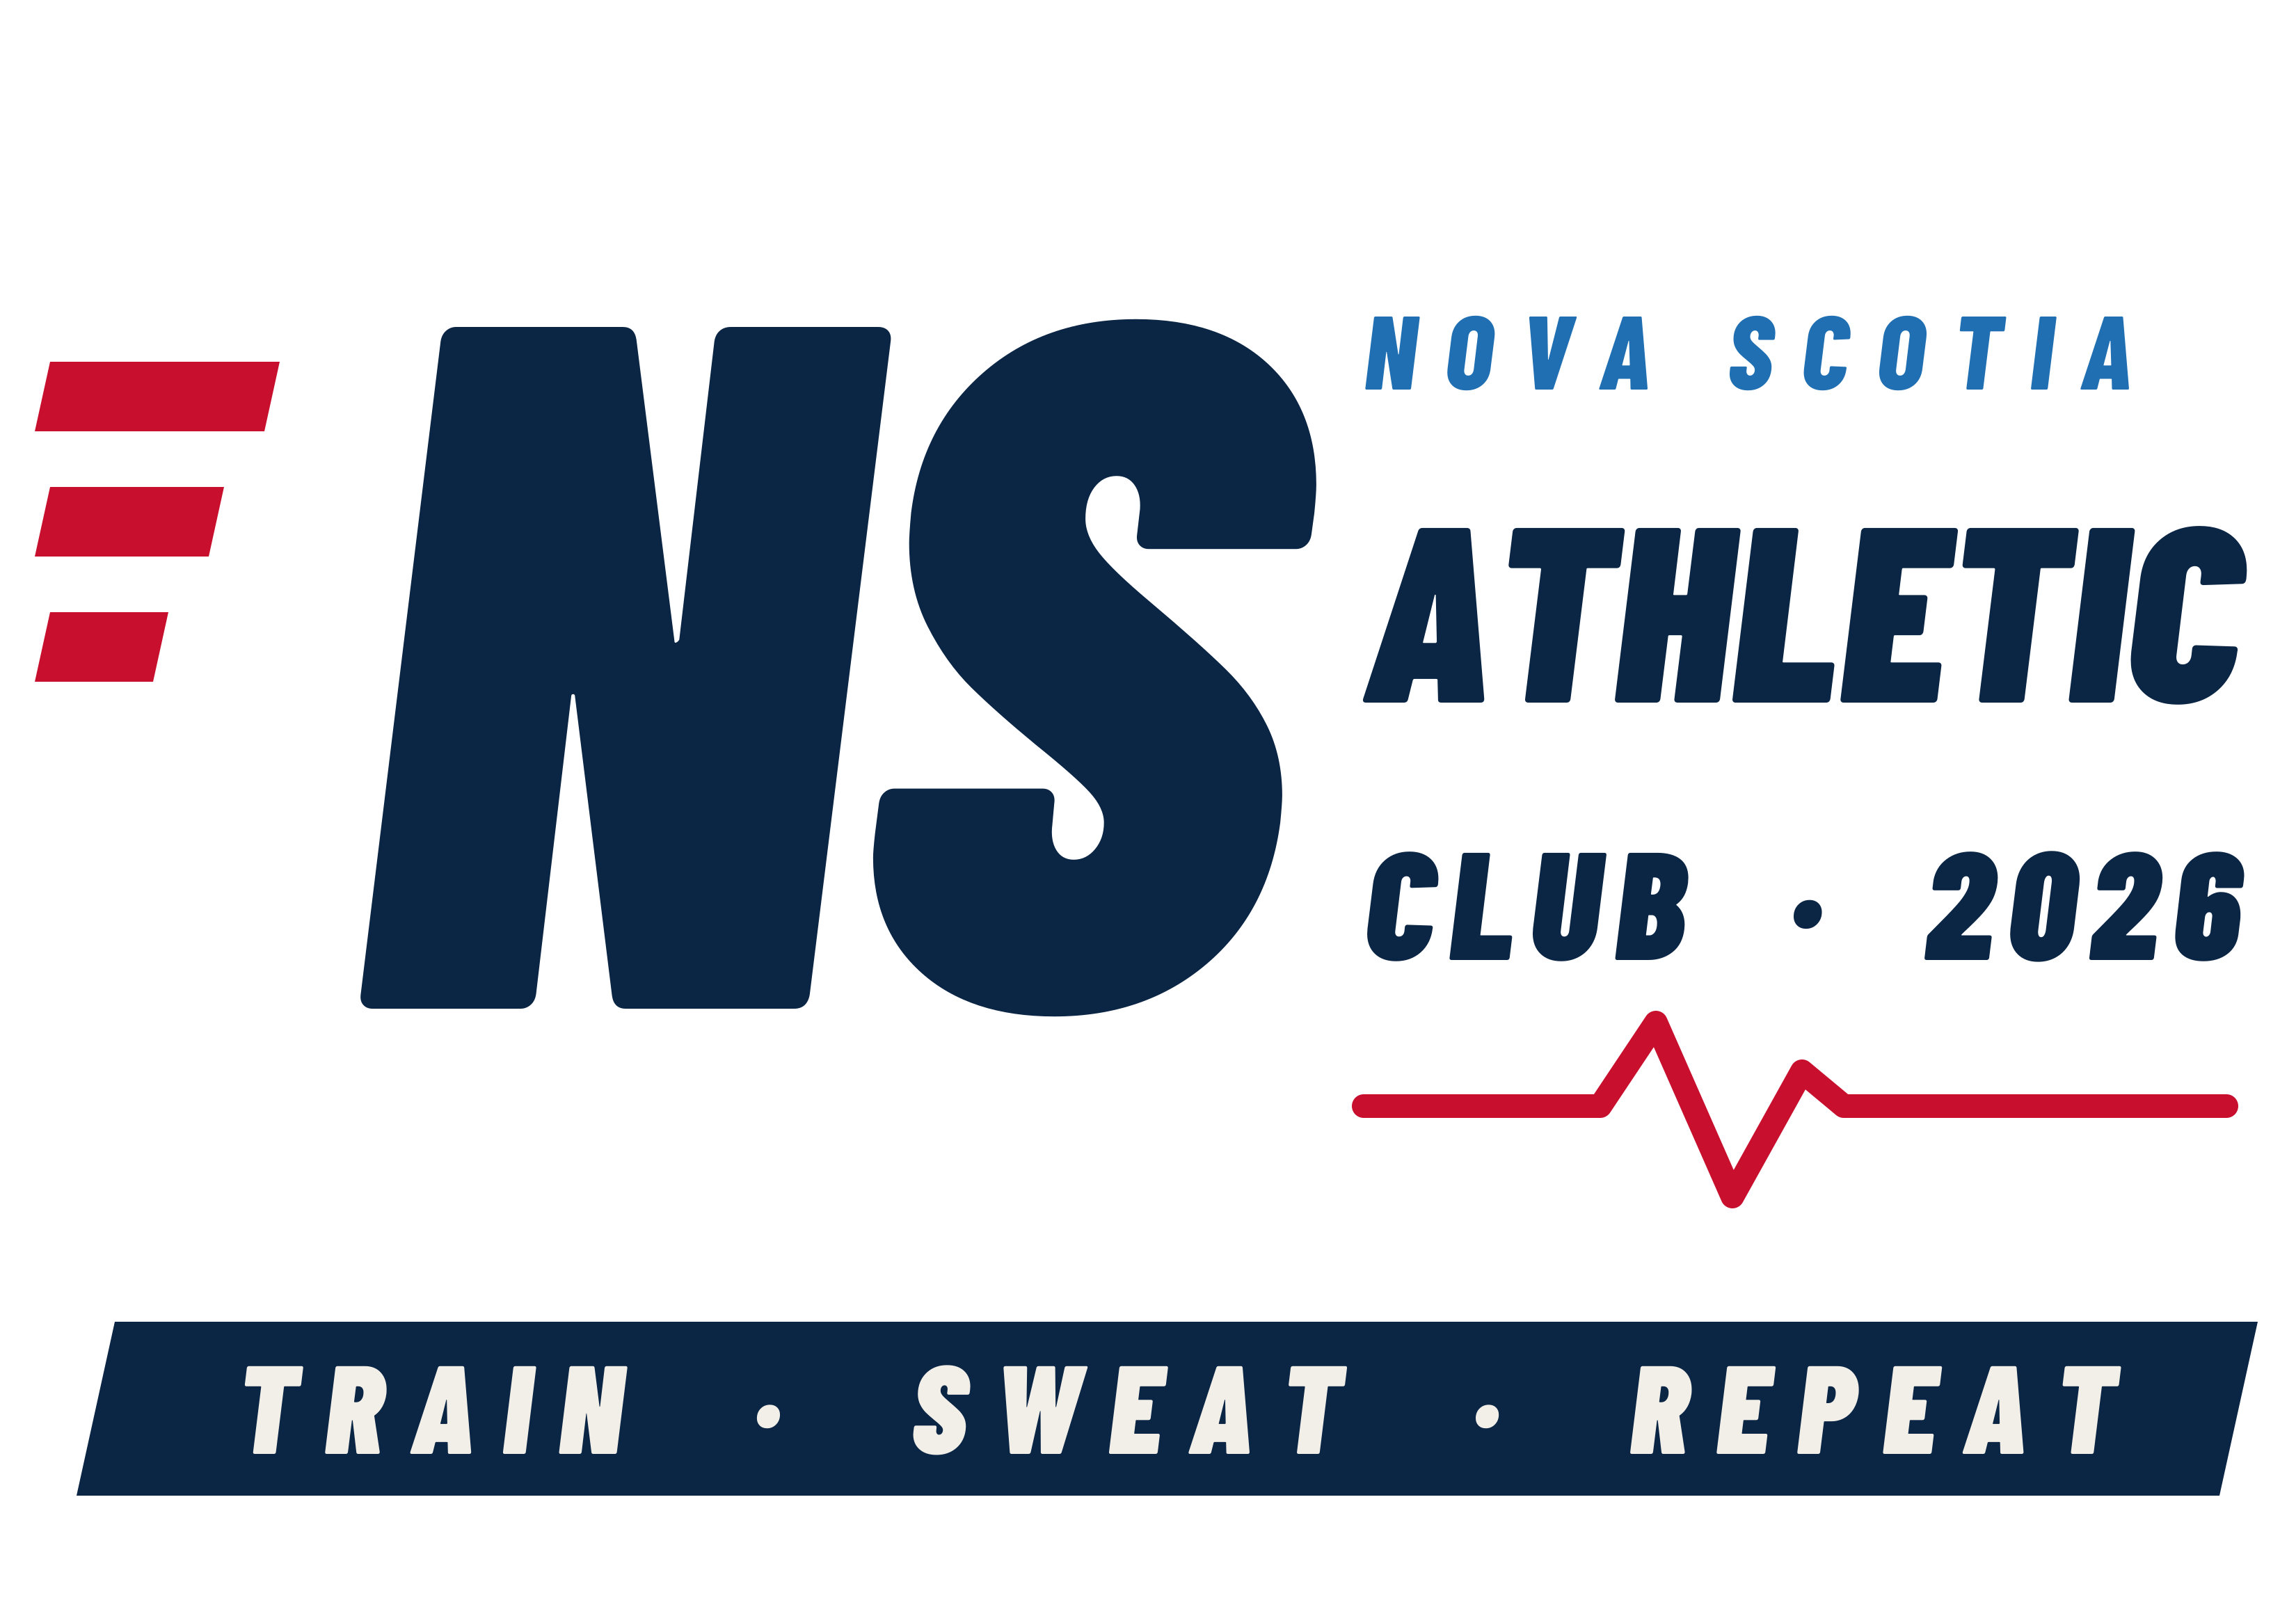 NS
NOVA SCOTIA
ATHLETIC
CLUB · 2026
TRAIN · SWEAT · REPEAT